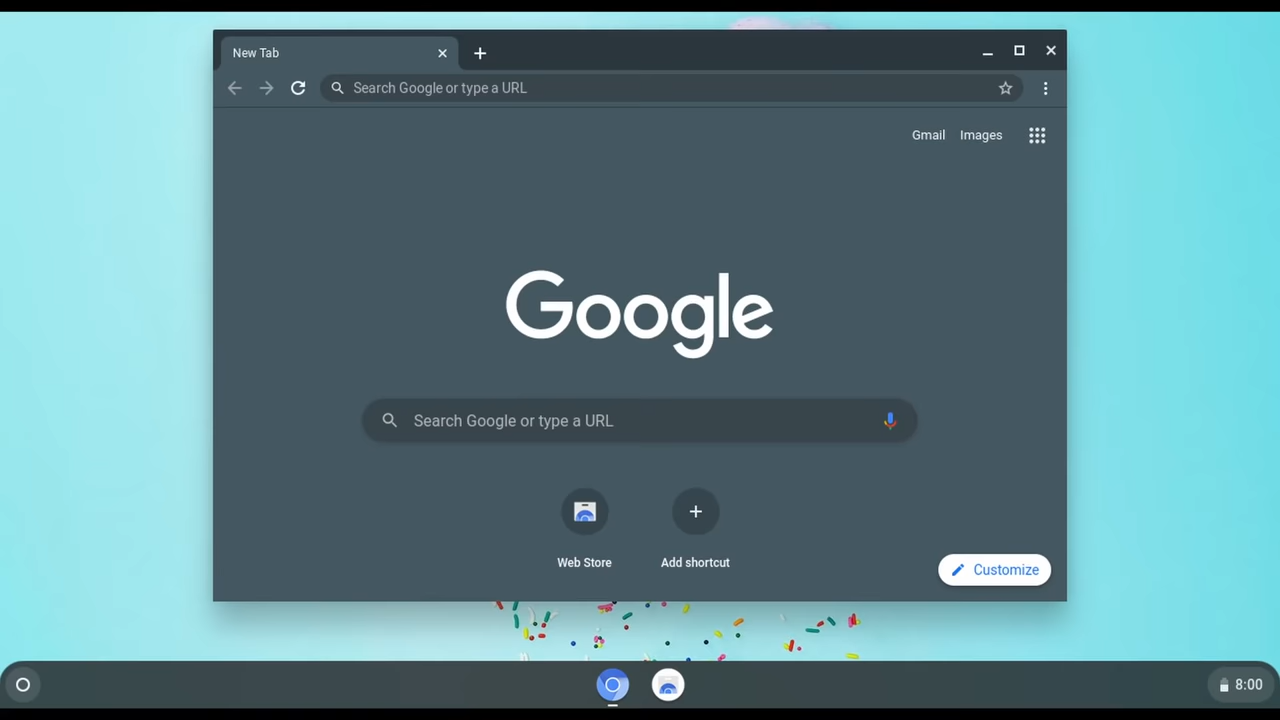 New Tab
Search Google or type a URL
Gmail Images
Google
Search Google or type a URL
Web Store Add shortcut
Customize
8:00